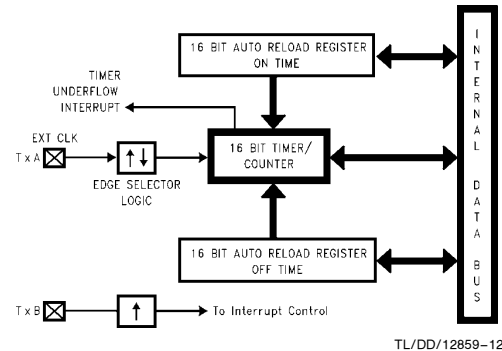 16 BIT AUTO RELOAD REGISTER
ON TIME
TIMER
UNDERFLOW
INTERRUPT
EXT CLK
TxA
EDGE SELECTOR
LOGIC
16 BIT TIMER/
COUNTER
16 BIT AUTO RELOAD REGISTER
OFF TIME
TxB
To Interrupt Control
INTERNAL DATA BUS
TL/DD/12859–12